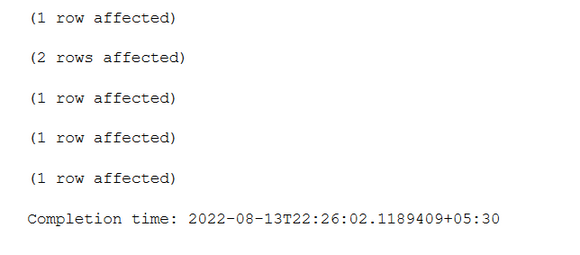 (1 row affected)
(2 rows affected)
(1 row affected)
(1 row affected)
(1 row affected)
Completion time: 2022-08-13T22:26:02.1189409+05:30